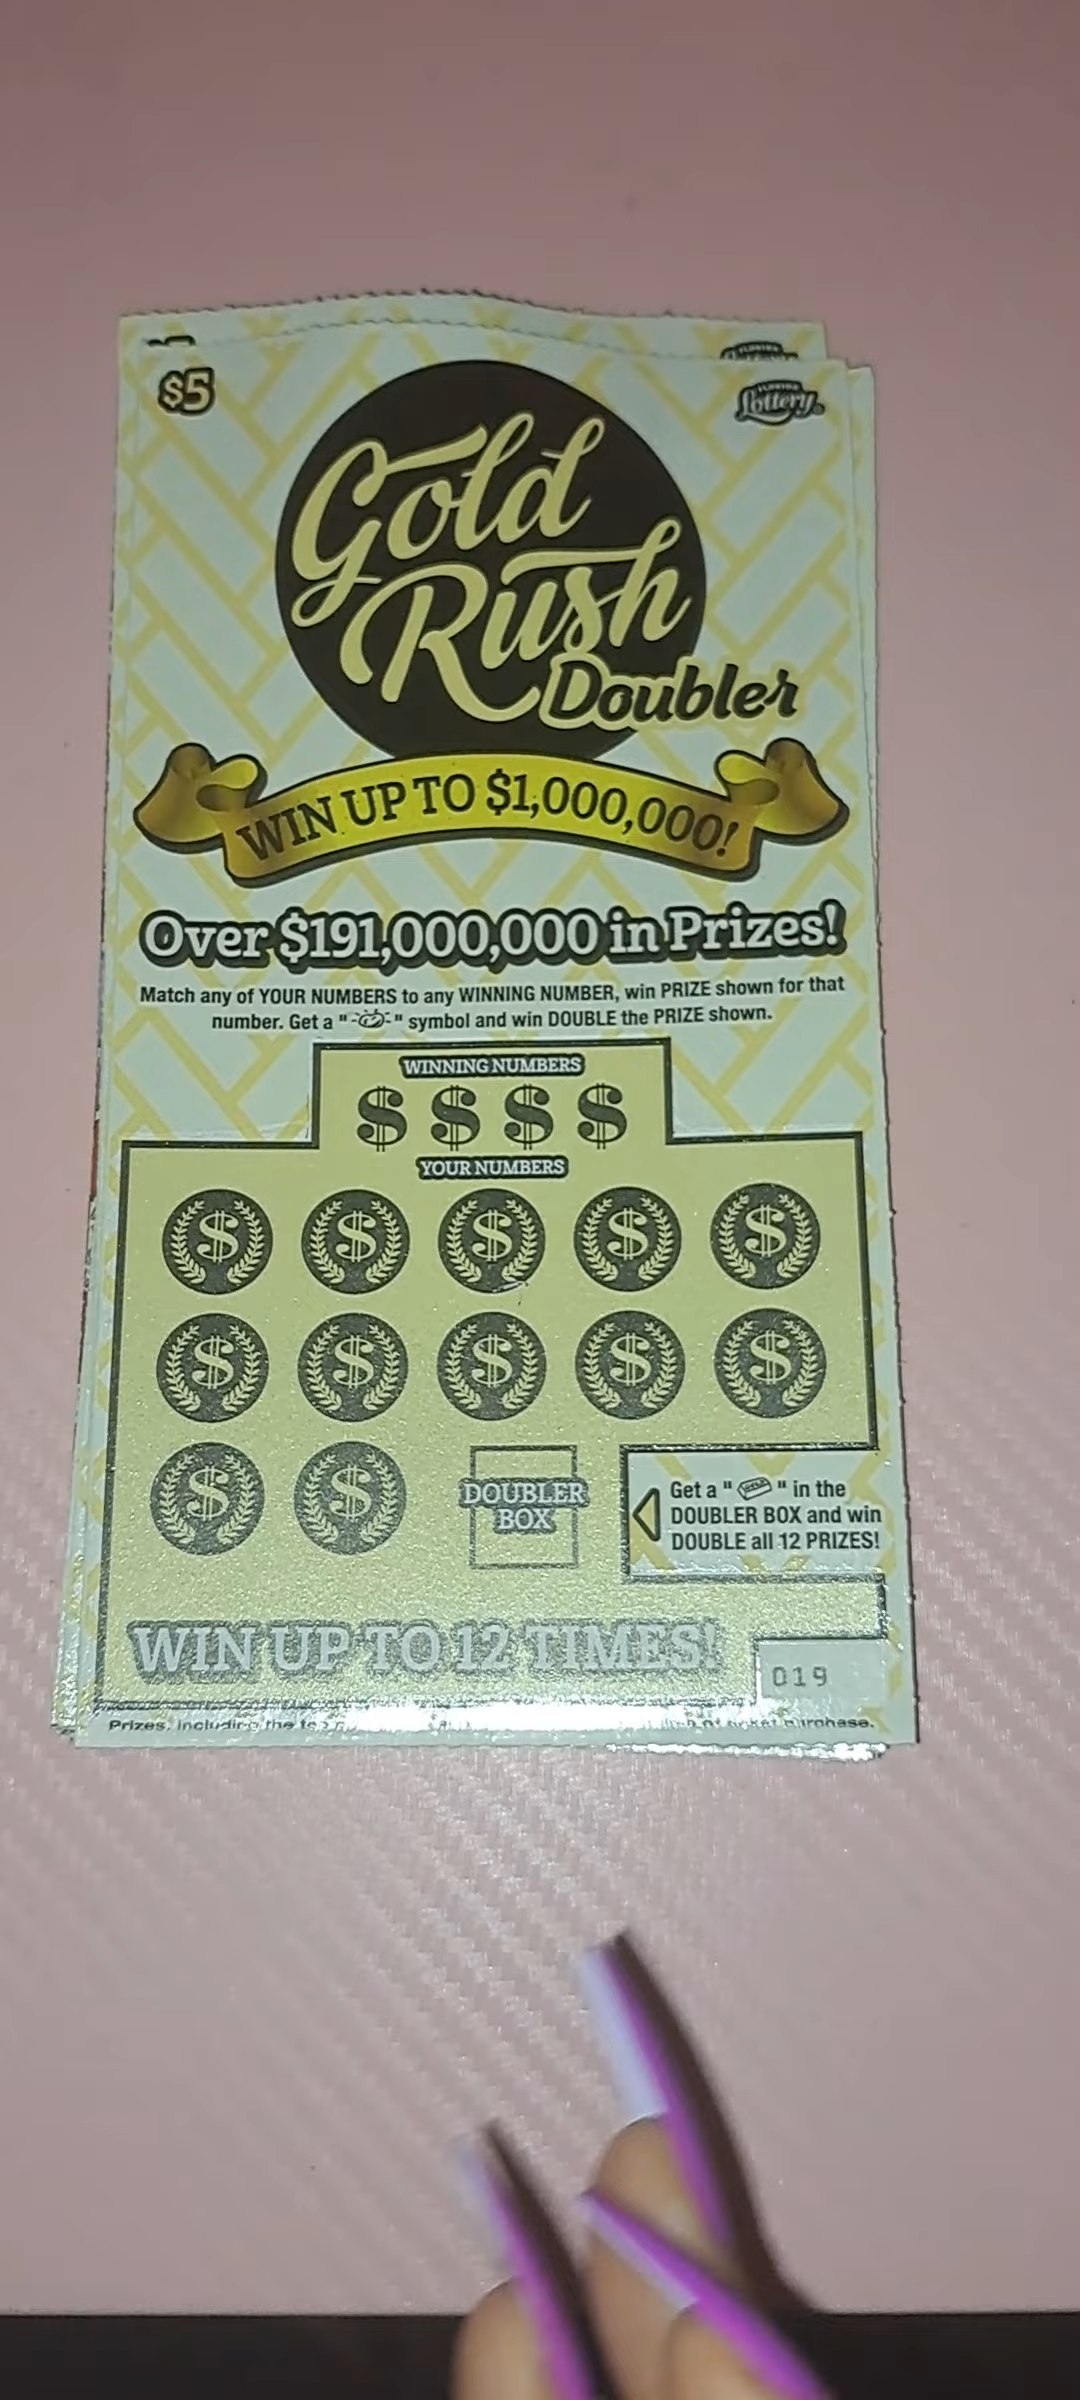 $5
FLORIDA
Lottery
Gold
Rush
Doubler
WIN UP TO $1,000,000!
Over $191,000,000 in Prizes!
Match any of YOUR NUMBERS to any WINNING NUMBER, win PRIZE shown for that
number. Get a " " symbol and win DOUBLE the PRIZE shown.
WINNING NUMBERS
$ $ $ $
YOUR NUMBERS
$ $ $ $ $
$ $ $ $ $
$ $
DOUBLER
BOX
Get a " " in the
DOUBLER BOX and win
DOUBLE all 12 PRIZES!
WIN UP TO 12 TIMES!
019
Prizes, including the of ticket purchase.